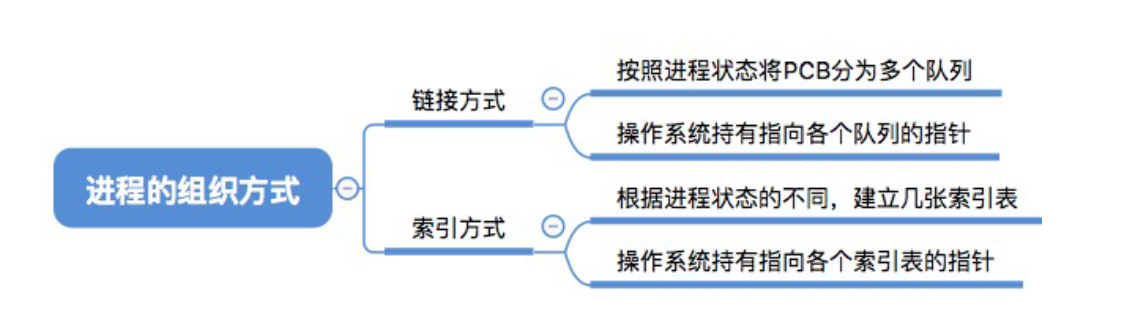 进程的组织方式
链接方式
按照进程状态将PCB分为多个队列
操作系统持有指向各个队列的指针
索引方式
根据进程状态的不同，建立几张索引表
操作系统持有指向各个索引表的指针